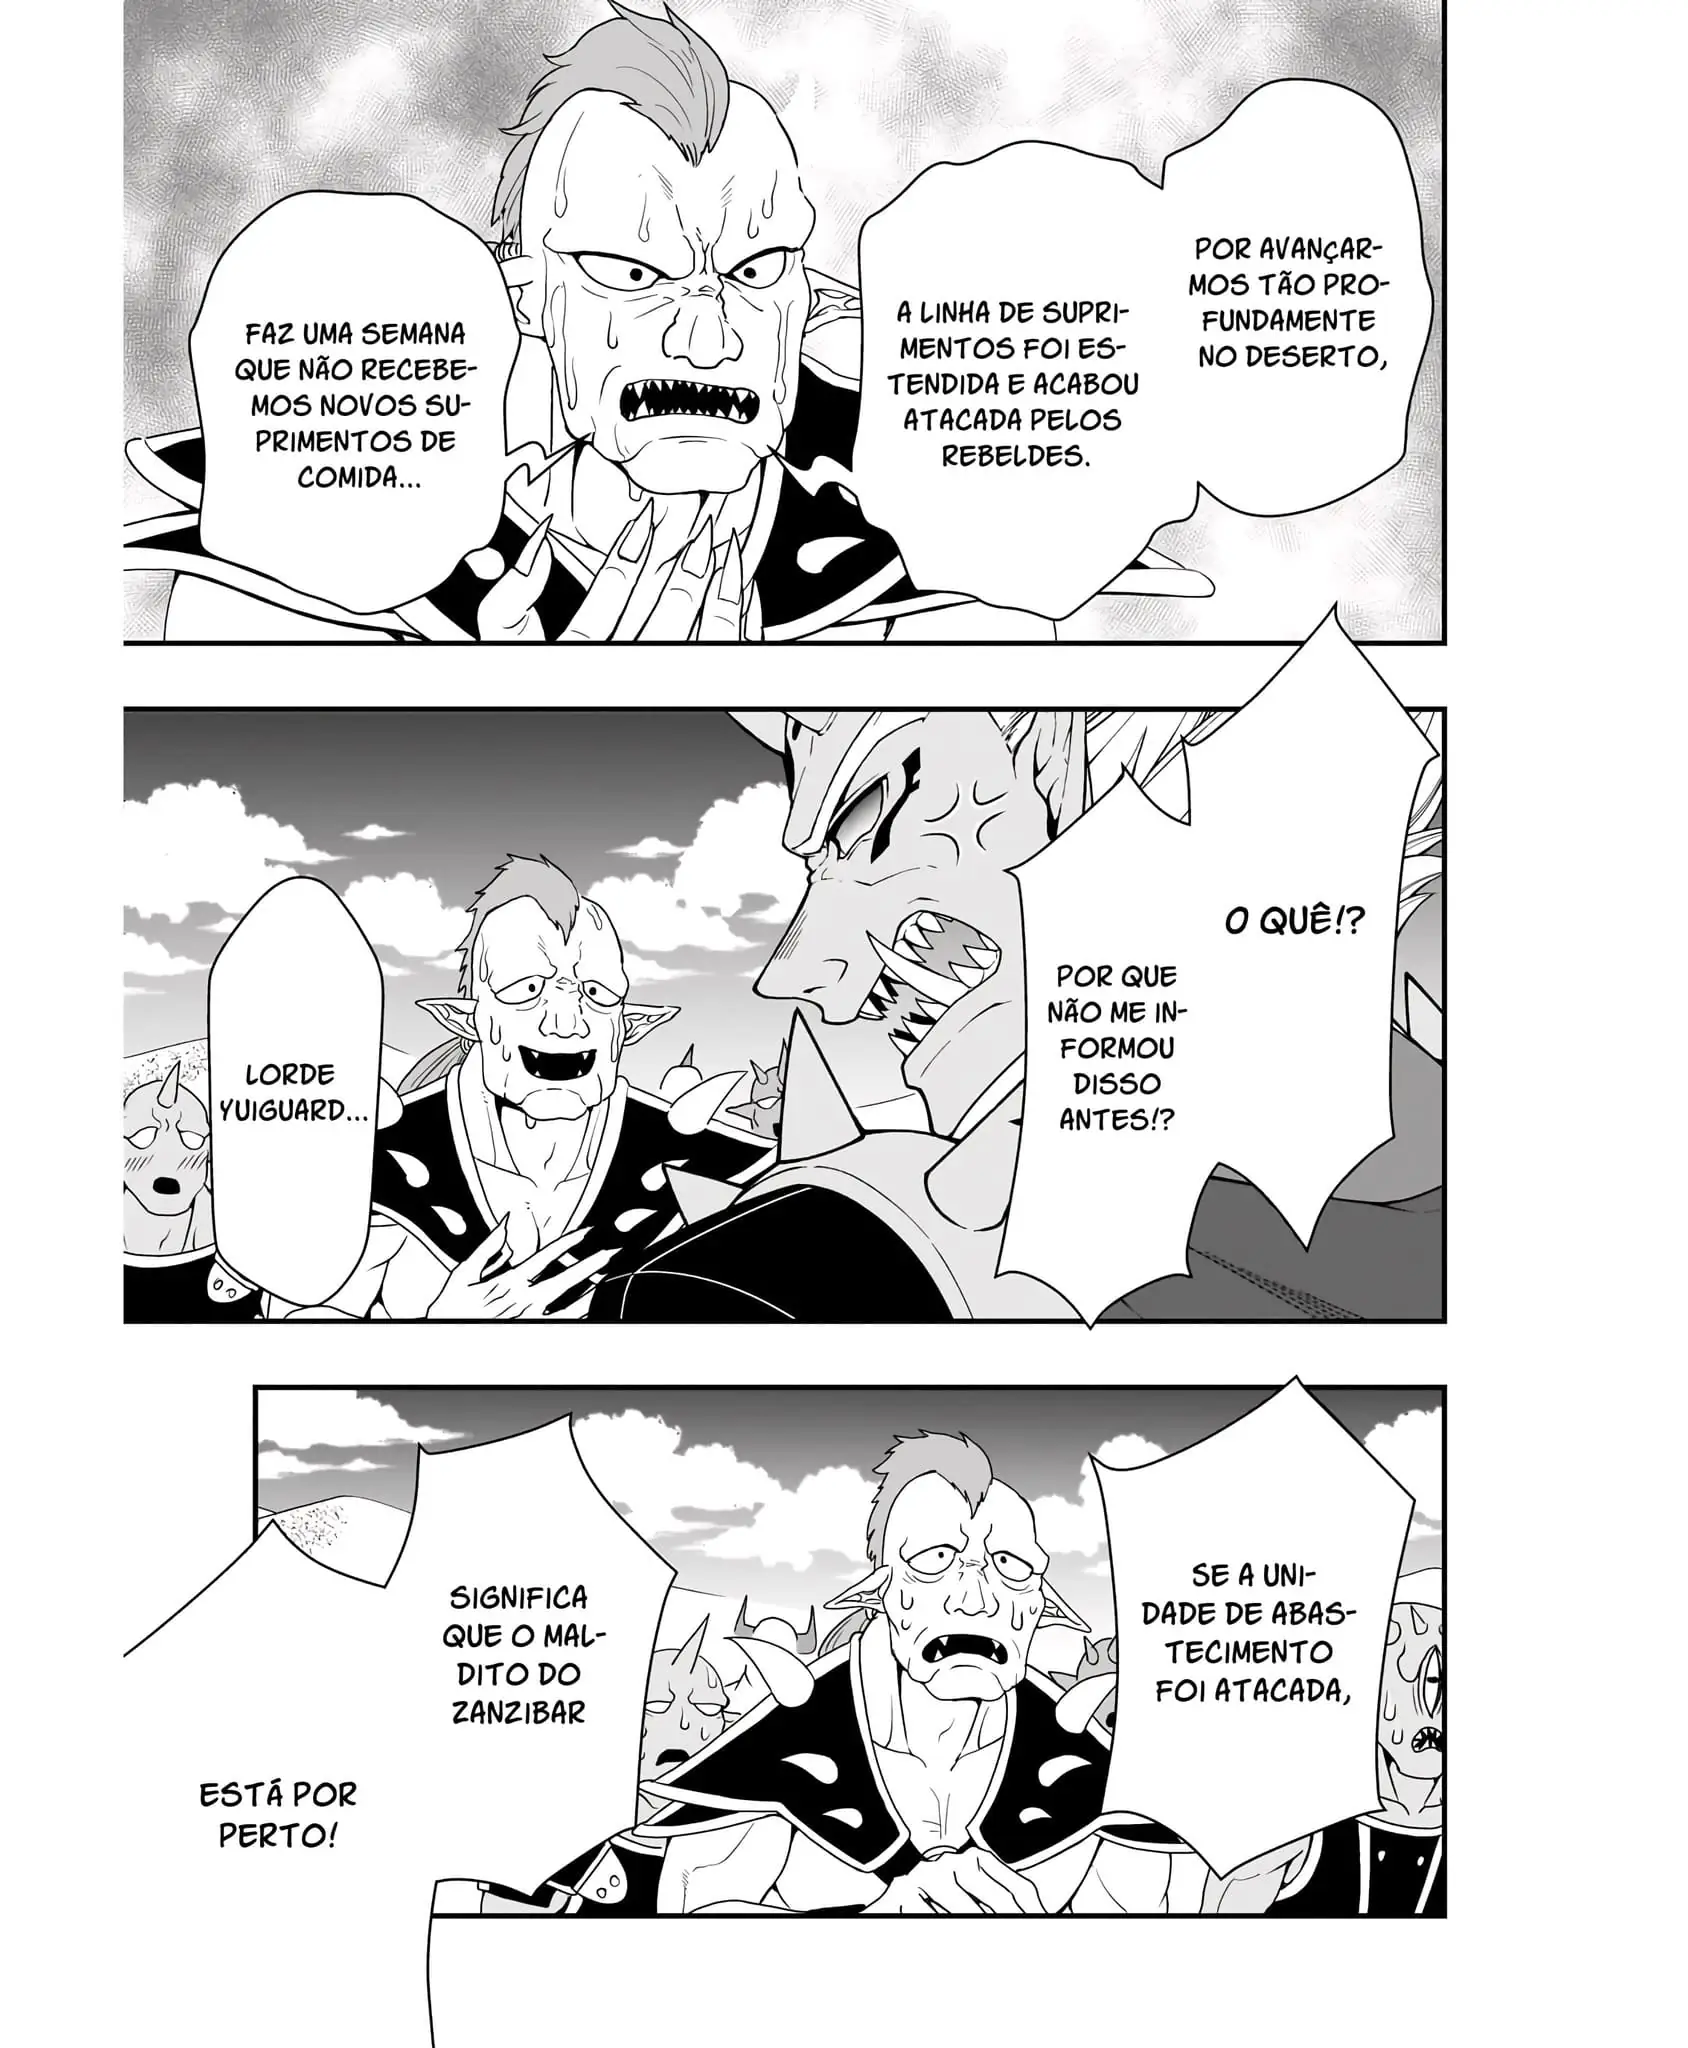 POR AVANÇAR-
MOS TÃO PRO-
FUNDAMENTE
NO DESERTO,
A LINHA DE SUPRI-
MENTOS FOI ES-
TENDIDA E ACABOU
ATACADA PELOS
REBELDES.
FAZ UMA SEMANA
QUE NÃO RECEBE-
MOS NOVOS SU-
PRIMENTOS DE
COMIDA...
O QUÊ!?
POR QUE
NÃO ME IN-
FORMOU
DISSO
ANTES!?
LORDE
YUIGUARD...
SE A UNI-
DADE DE ABAS-
TECIMENTO
FOI ATACADA,
SIGNIFICA
QUE O MAL-
DITO DO
ZANZIBAR
ESTÁ POR
PERTO!